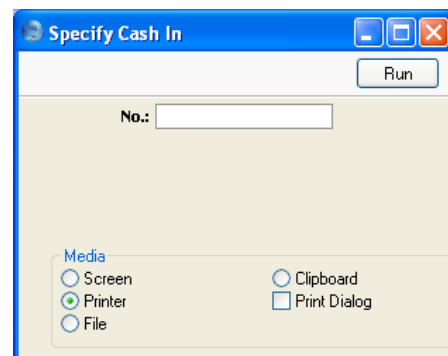 Specify Cash In
Run
No.:
Media
Screen
Clipboard
Printer
Print Dialog
File